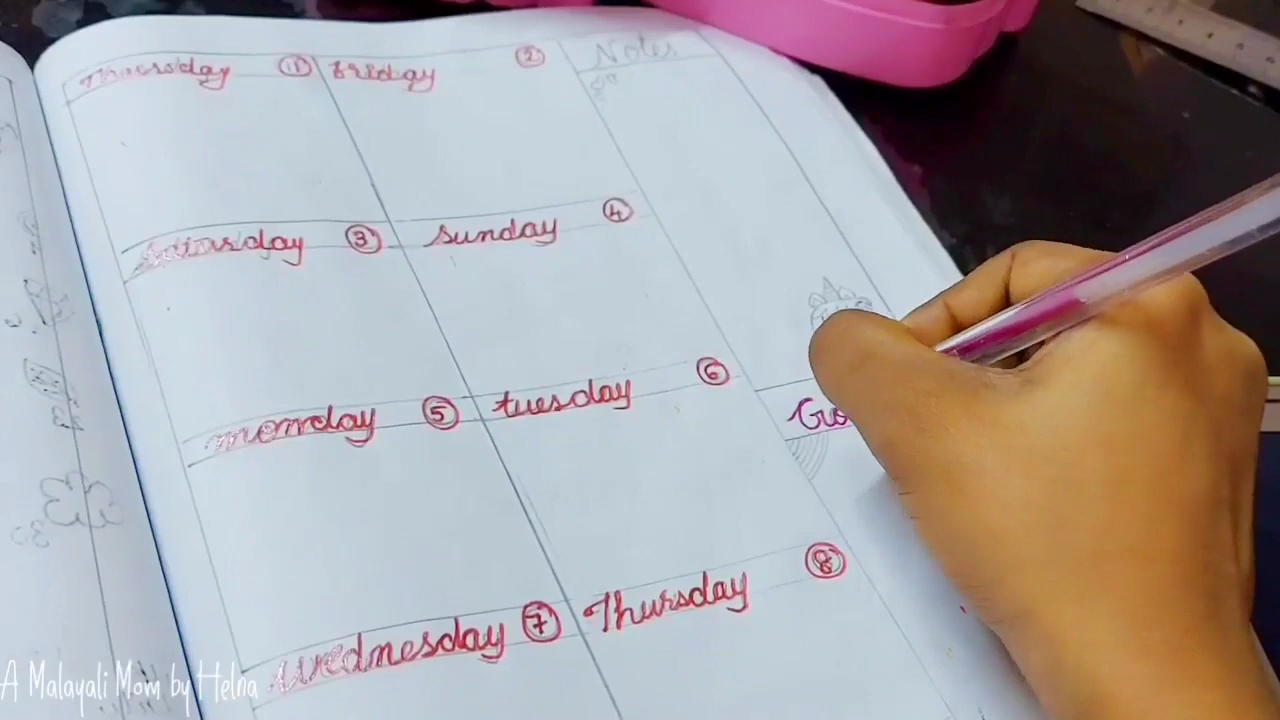 Thursday ① friday ② Notes
saturday ③ sunday ④
monday ⑤ tuesday ⑥
Go
wednesday ⑦ Thursday ⑧
A Malayali Mom by Helna